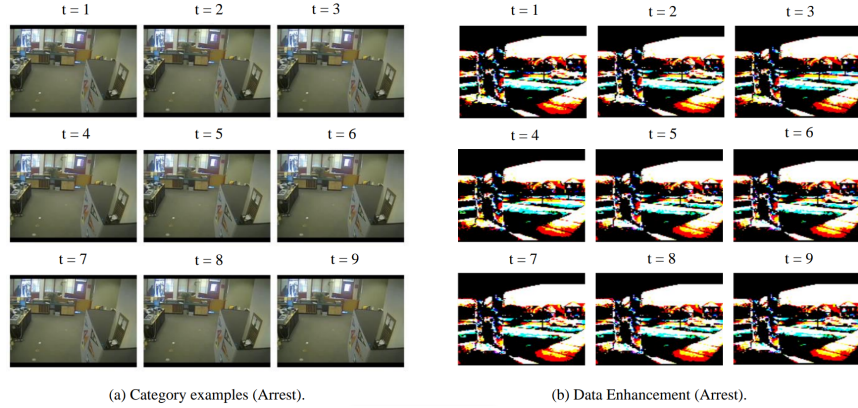 t = 1 t = 2 t = 3 t = 1 t = 2 t = 3
t = 4 t = 5 t = 6 t = 4 t = 5 t = 6
t = 7 t = 8 t = 9 t = 7 t = 8 t = 9
(a) Category examples (Arrest). (b) Data Enhancement (Arrest).